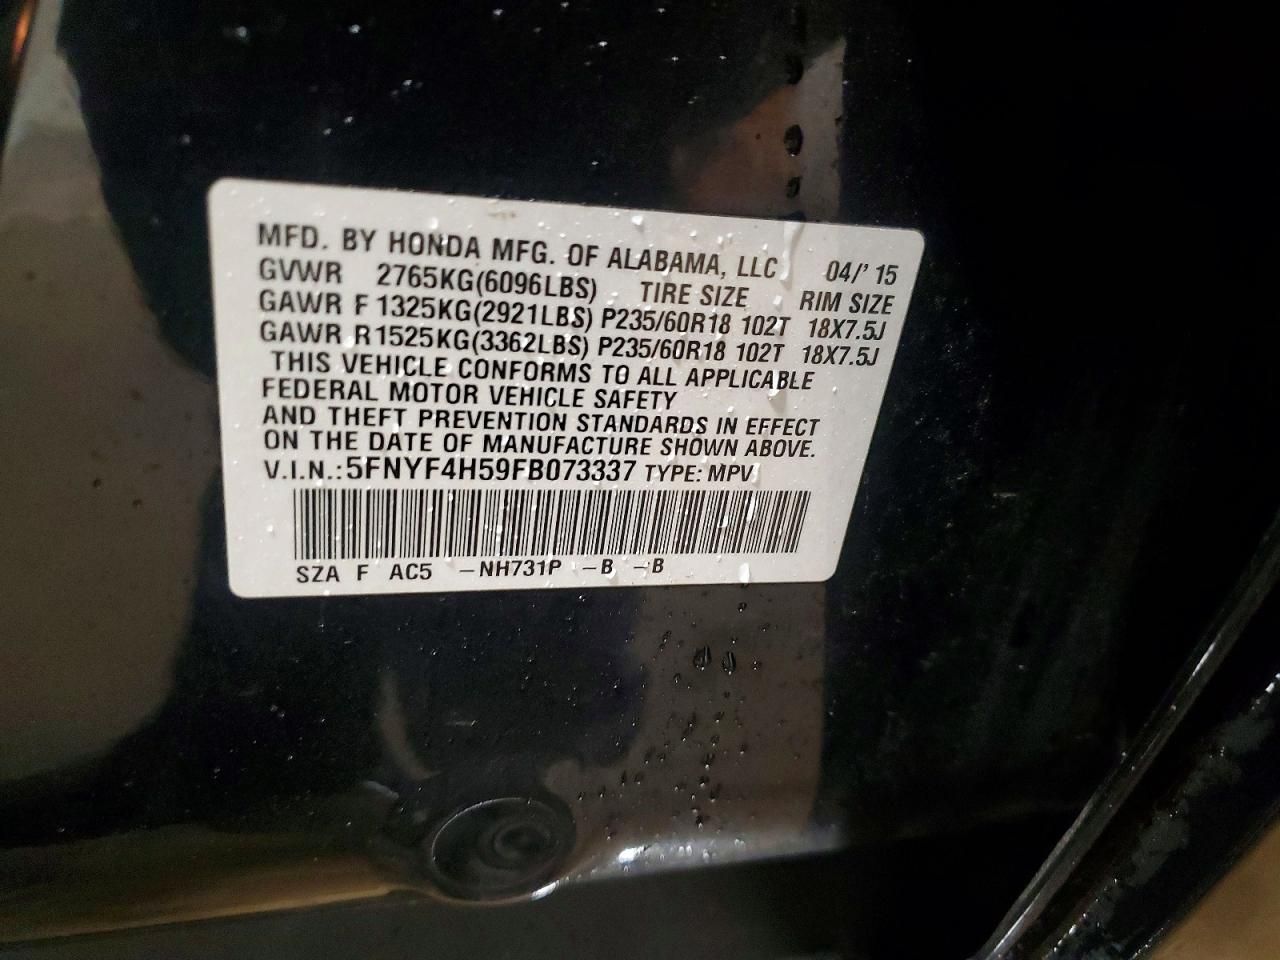 MFD. BY HONDA MFG. OF ALABAMA, LLC 04/'15
GVWR 2765KG(6096LBS) TIRE SIZE RIM SIZE
GAWR F 1325KG(2921LBS) P235/60R18 102T 18X7.5J
GAWR R 1525KG(3362LBS) P235/60R18 102T 18X7.5J
THIS VEHICLE CONFORMS TO ALL APPLICABLE
FEDERAL MOTOR VEHICLE SAFETY
AND THEFT PREVENTION STANDARDS IN EFFECT
ON THE DATE OF MANUFACTURE SHOWN ABOVE.
V.I.N.:5FNYF4H59FB073337 TYPE: MPV
SZA F AC5 –NH731P –B –B